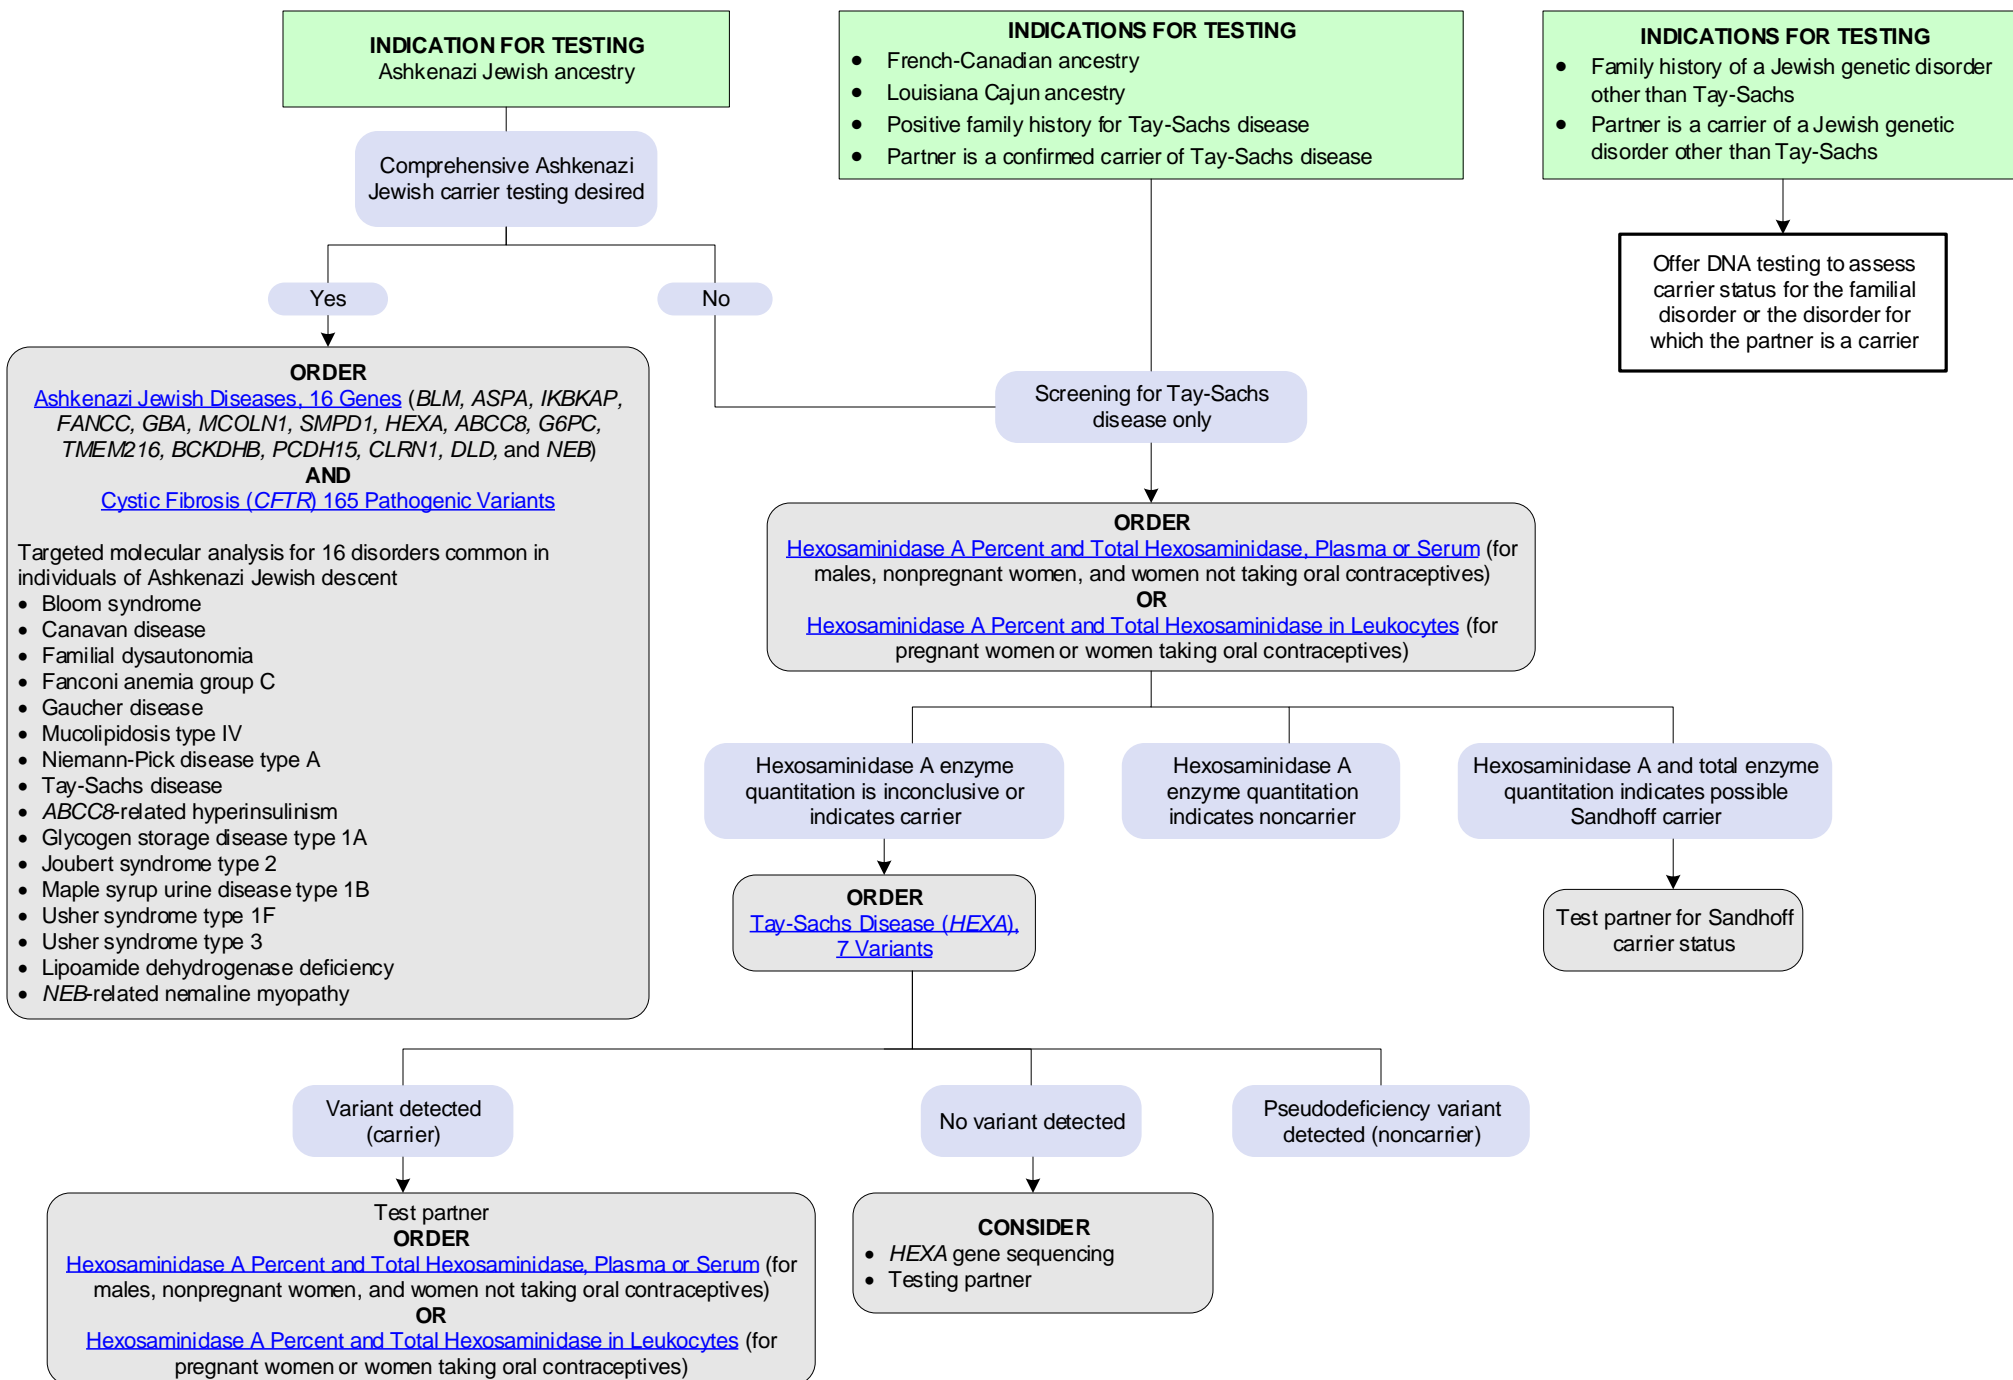 INDICATION FOR TESTING
Ashkenazi Jewish ancestry
INDICATIONS FOR TESTING
• French-Canadian ancestry
• Louisiana Cajun ancestry
• Positive family history for Tay-Sachs disease
• Partner is a confirmed carrier of Tay-Sachs disease
INDICATIONS FOR TESTING
• Family history of a Jewish genetic disorder
other than Tay-Sachs
• Partner is a carrier of a Jewish genetic
disorder other than Tay-Sachs
Comprehensive Ashkenazi
Jewish carrier testing desired
Offer DNA testing to assess
carrier status for the familial
disorder or the disorder for
which the partner is a carrier
Yes
No
ORDER
Ashkenazi Jewish Diseases, 16 Genes (BLM, ASPA, IKBKAP,
FANCC, GBA, MCOLN1, SMPD1, HEXA, ABCC8, G6PC,
TMEM216, BCKDHB, PCDH15, CLRN1, DLD, and NEB)
AND
Cystic Fibrosis (CFTR) 165 Pathogenic Variants
Targeted molecular analysis for 16 disorders common in
individuals of Ashkenazi Jewish descent
• Bloom syndrome
• Canavan disease
• Familial dysautonomia
• Fanconi anemia group C
• Gaucher disease
• Mucolipidosis type IV
• Niemann-Pick disease type A
• Tay-Sachs disease
• ABCC8-related hyperinsulinism
• Glycogen storage disease type 1A
• Joubert syndrome type 2
• Maple syrup urine disease type 1B
• Usher syndrome type 1F
• Usher syndrome type 3
• Lipoamide dehydrogenase deficiency
• NEB-related nemaline myopathy
Screening for Tay-Sachs
disease only
ORDER
Hexosaminidase A Percent and Total Hexosaminidase, Plasma or Serum (for
males, nonpregnant women, and women not taking oral contraceptives)
OR
Hexosaminidase A Percent and Total Hexosaminidase in Leukocytes (for
pregnant women or women taking oral contraceptives)
Hexosaminidase A enzyme
quantitation is inconclusive or
indicates carrier
Hexosaminidase A
enzyme quantitation
indicates noncarrier
Hexosaminidase A and total enzyme
quantitation indicates possible
Sandhoff carrier
ORDER
Tay-Sachs Disease (HEXA),
7 Variants
Test partner for Sandhoff
carrier status
Variant detected
(carrier)
No variant detected
Pseudodeficiency variant
detected (noncarrier)
Test partner
ORDER
Hexosaminidase A Percent and Total Hexosaminidase, Plasma or Serum (for
males, nonpregnant women, and women not taking oral contraceptives)
OR
Hexosaminidase A Percent and Total Hexosaminidase in Leukocytes (for
pregnant women or women taking oral contraceptives)
CONSIDER
• HEXA gene sequencing
• Testing partner